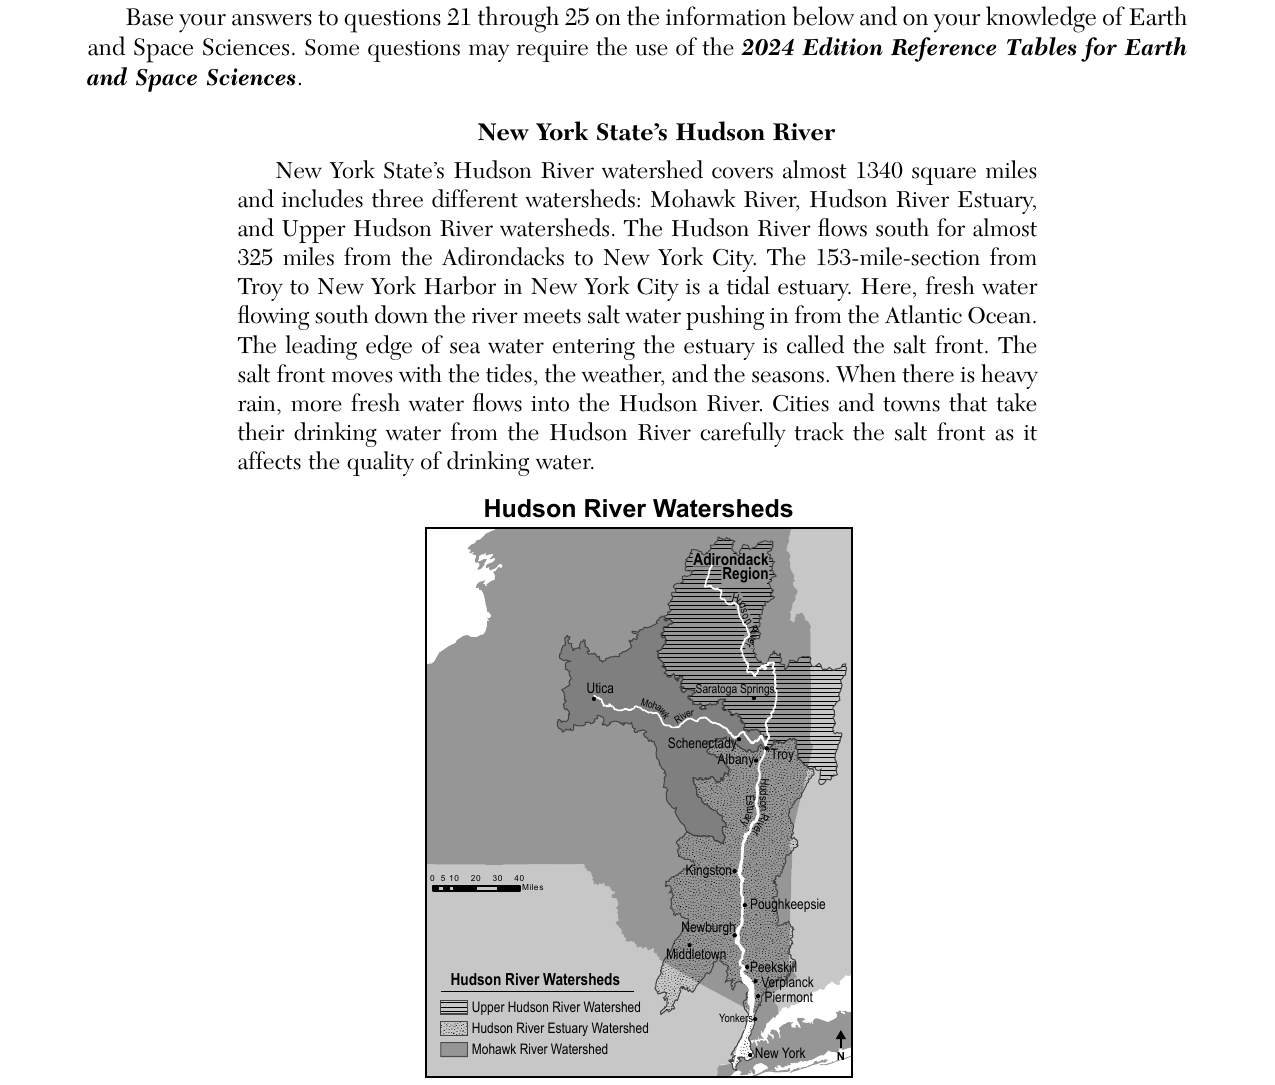 Base your answers to questions 21 through 25 on the information below and on your knowledge of Earth
and Space Sciences. Some questions may require the use of the 2024 Edition Reference Tables for Earth
and Space Sciences.
New York State's Hudson River
New York State's Hudson River watershed covers almost 1340 square miles
and includes three different watersheds: Mohawk River, Hudson River Estuary,
and Upper Hudson River watersheds. The Hudson River flows south for almost
325 miles from the Adirondacks to New York City. The 153-mile-section from
Troy to New York Harbor in New York City is a tidal estuary. Here, fresh water
flowing south down the river meets salt water pushing in from the Atlantic Ocean.
The leading edge of sea water entering the estuary is called the salt front. The
salt front moves with the tides, the weather, and the seasons. When there is heavy
rain, more fresh water flows into the Hudson River. Cities and towns that take
their drinking water from the Hudson River carefully track the salt front as it
affects the quality of drinking water.
Hudson River Watersheds
Adirondack
Region
Hudson River
Saratoga Springs
Utica
Mohawk River
Schenectady
Troy
Albany
Hudson River
Estuary
Kingston
0 5 10 20 30 40
Miles
Poughkeepsie
Newburgh
Middletown
Peekskill
Verplanck
Piermont
Yonkers
New York
N
Hudson River Watersheds
Upper Hudson River Watershed
Hudson River Estuary Watershed
Mohawk River Watershed